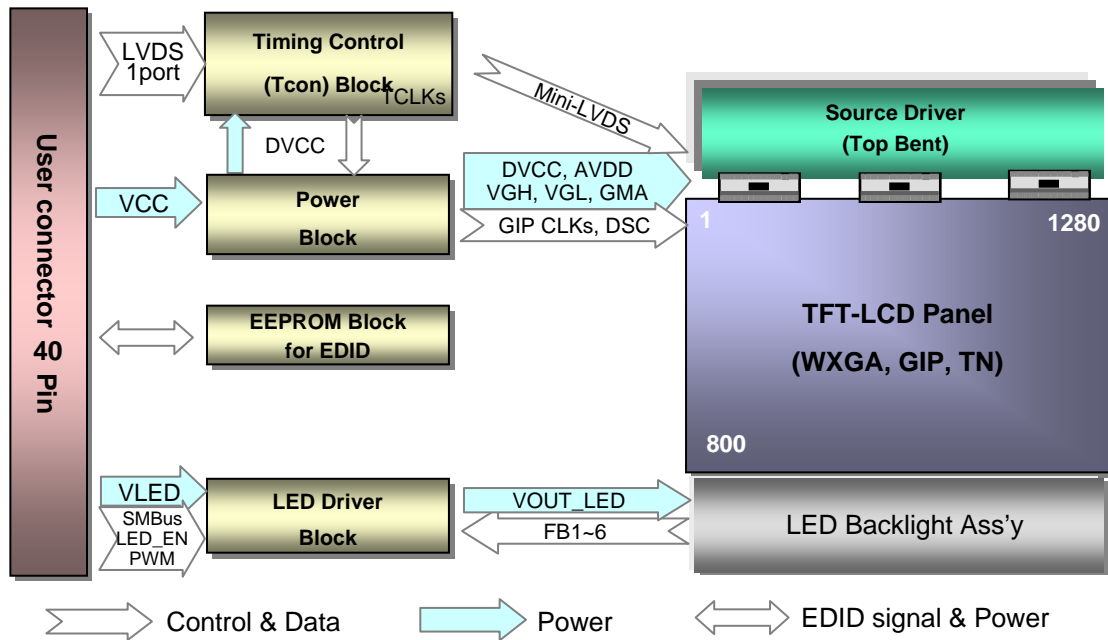 User connector 40 Pin
LVDS
1port
Timing Control
(Tcon) Block
TCLKs
Mini-LVDS
Source Driver
(Top Bent)
DVCC
VCC
Power
Block
DVCC, AVDD
VGH, VGL, GMA
GIP CLKs, DSC
1
1280
TFT-LCD Panel
(WXGA, GIP, TN)
800
EEPROM Block
for EDID
VLED
SMBus
LED_EN
PWM
LED Driver
Block
VOUT_LED
FB1~6
LED Backlight Ass’y
Control & Data
Power
EDID signal & Power